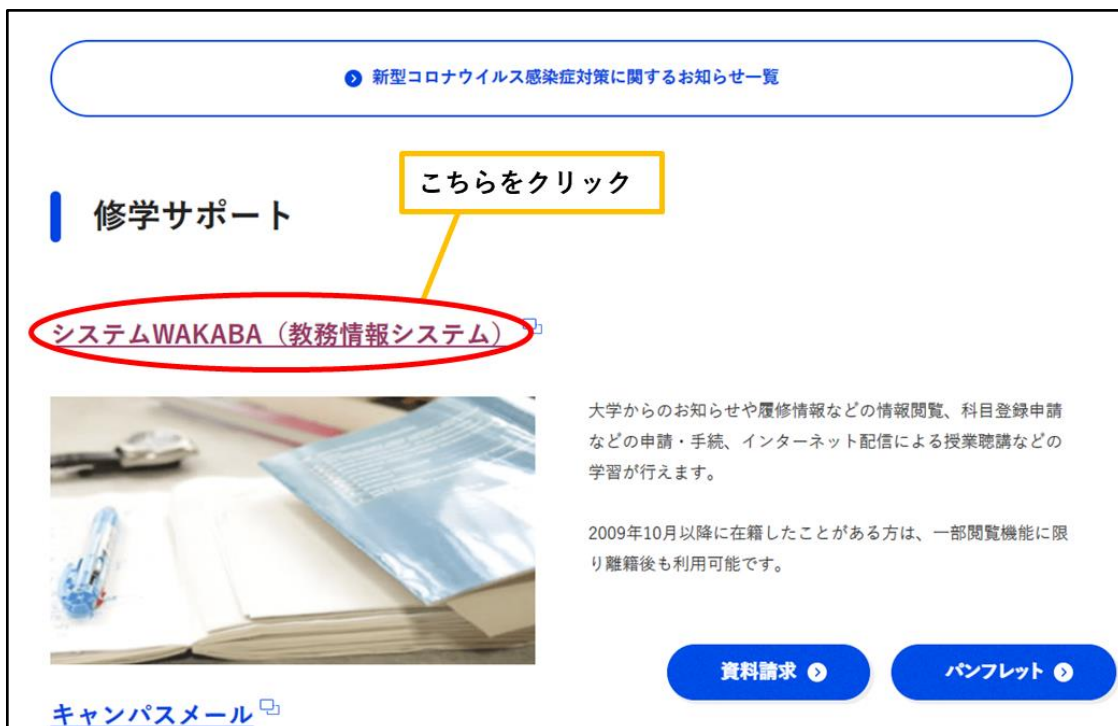 新型コロナウイルス感染症対策に関するお知らせ一覧
こちらをクリック
修学サポート
システムWAKABA（教務情報システム）
大学からのお知らせや履修情報などの情報閲覧、科目登録申請
などの申請・手続、インターネット配信による授業聴講などの
学習が行えます。
2009年10月以降に在籍したことがある方は、一部閲覧機能に限
り離籍後も利用可能です。
資料請求
パンフレット
キャンパスメール